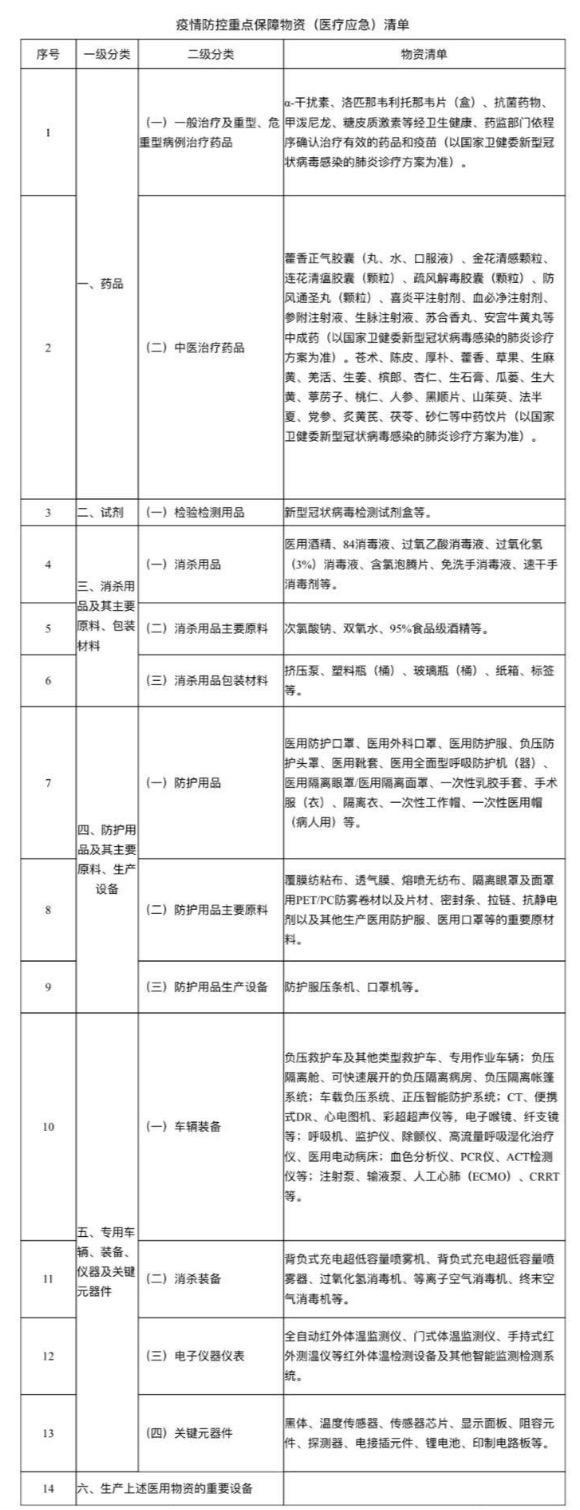 疫情防控重点保障物资（医疗应急）清单
序号 一级分类 二级分类 物资清单
1
一、药品
（一）一般治疗及重型、危
重型病例治疗药品
α-干扰素、洛匹那韦利托那韦片（盒）、抗菌药物、
甲泼尼龙、糖皮质激素等经卫生健康、药监部门依程
序确认治疗有效的药品和疫苗（以国家卫健委新型冠
状病毒感染的肺炎诊疗方案为准）。
2
（二）中医治疗药品
藿香正气胶囊（丸、水、口服液）、金花清感颗粒、
连花清瘟胶囊（颗粒）、疏风解毒胶囊（颗粒）、防
风通圣丸（颗粒）、喜炎平注射剂、血必净注射剂、
参附注射液、生脉注射液、苏合香丸、安宫牛黄丸等
中成药（以国家卫健委新型冠状病毒感染的肺炎诊疗
方案为准）。苍术、陈皮、厚朴、藿香、草果、生麻
黄、羌活、生姜、槟郎、杏仁、生石膏、瓜蒌、生大
黄、葶苈子、桃仁、人参、黑顺片、山茱萸、法半
夏、党参、炙黄芪、茯苓、砂仁等中药饮片（以国家
卫健委新型冠状病毒感染的肺炎诊疗方案为准）。
3 二、试剂 （一）检验检测用品 新型冠状病毒检测试剂盒等。
4
三、消杀用
品及其主要
原料、包装
材料
（一）消杀用品
医用酒精、84消毒液、过氧乙酸消毒液、过氧化氢
（3%）消毒液、含氯泡腾片、免洗手消毒液、速干手
消毒剂等。
5 （二）消杀用品主要原料 次氯酸钠、双氧水、95%食品级酒精等。
6 （三）消杀用品包装材料
挤压泵、塑料瓶（桶）、玻璃瓶（桶）、纸箱、标签
等。
7
四、防护用
品及其主要
原料、生产
设备
（一）防护用品
医用防护口罩、医用外科口罩、医用防护服、负压防
护头罩、医用靴套、医用全面型呼吸防护机（器）、
医用隔离眼罩/医用隔离面罩、一次性乳胶手套、手术
服（衣）、隔离衣、一次性工作帽、一次性医用帽
（病人用）等。
8
（二）防护用品主要原料
覆膜纺粘布、透气膜、熔喷无纺布、隔离眼罩及面罩
用PET/PC防雾卷材以及片材、密封条、拉链、抗静电
剂以及其他生产医用防护服、医用口罩等的重要原材
料。
9 （三）防护用品生产设备 防护服压条机、口罩机等。
10
五、专用车
辆、装备、
仪器及关键
元器件
（一）车辆装备
负压救护车及其他类型救护车、专用作业车辆；负压
隔离舱、可快速展开的负压隔离病房、负压隔离帐篷
系统；车载负压系统、正压智能防护系统；CT、便携
式DR、心电图机、彩超超声仪等，电子喉镜、纤支镜
等；呼吸机、监护仪、除颤仪、高流量呼吸湿化治疗
仪、医用电动病床；血色分析仪、PCR仪、ACT检测
仪等；注射泵、输液泵、人工心肺（ECMO）、CRRT
等。
11
（二）消杀装备
背负式充电超低容量喷雾机、背负式充电超低容量喷
雾器、过氧化氢消毒机、等离子空气消毒机、终末空
气消毒机等。
12
（三）电子仪器仪表
全自动红外体温监测仪、门式体温监测仪、手持式红
外测温仪等红外体温检测设备及其他智能监测检测系
统。
13
（四）关键元器件
黑体、温度传感器、传感器芯片、显示面板、阻容元
件、探测器、电接插元件、锂电池、印制电路板等。
14 六、生产上述医用物资的重要设备